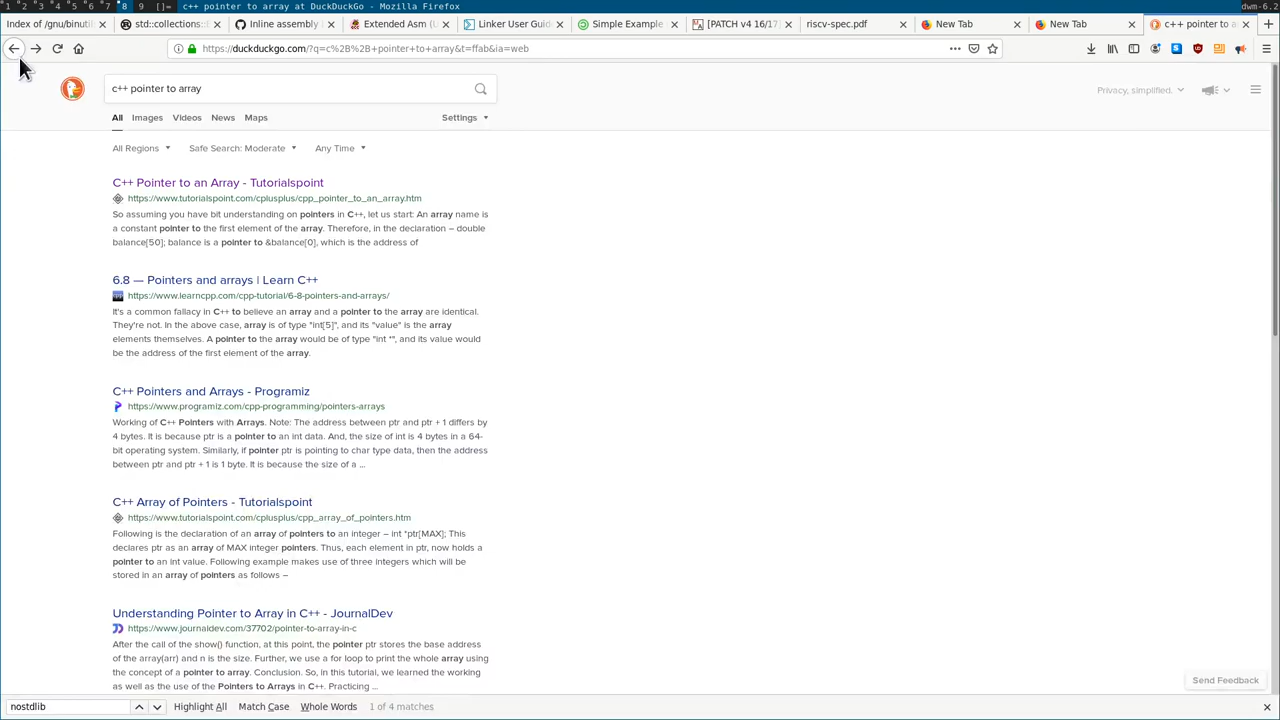 1 2 3 4 5 6 7 8 9 []= c++ pointer to array at DuckDuckGo - Mozilla Firefox dwm-6.2
Index of /gnu/binutil std::collections:: Inline assembly Extended Asm (U Linker User Guid Simple Example [PATCH v4 16/17] riscv-spec.pdf New Tab New Tab c++ pointer to a
https://duckduckgo.com/?q=c%2B%2B+pointer+to+array&t=ffab&ia=web
c++ pointer to array
Privacy, simplified.
All Images Videos News Maps Settings
All Regions Safe Search: Moderate Any Time
C++ Pointer to an Array - Tutorialspoint
https://www.tutorialspoint.com/cplusplus/cpp_pointer_to_an_array.htm
So assuming you have bit understanding on pointers in C++, let us start: An array name is
a constant pointer to the first element of the array. Therefore, in the declaration – double
balance[50]; balance is a pointer to &balance[0], which is the address of
6.8 — Pointers and arrays | Learn C++
https://www.learncpp.com/cpp-tutorial/6-8-pointers-and-arrays/
It's a common fallacy in C++ to believe an array and a pointer to the array are identical.
They're not. In the above case, array is of type "int[5]", and its "value" is the array
elements themselves. A pointer to the array would be of type "int *", and its value would
be the address of the first element of the array.
C++ Pointers and Arrays - Programiz
https://www.programiz.com/cpp-programming/pointers-arrays
Working of C++ Pointers with Arrays. Note: The address between ptr and ptr + 1 differs by
4 bytes. It is because ptr is a pointer to an int data. And, the size of int is 4 bytes in a 64-
bit operating system. Similarly, if pointer ptr is pointing to char type data, then the address
between ptr and ptr + 1 is 1 byte. It is because the size of a ...
C++ Array of Pointers - Tutorialspoint
https://www.tutorialspoint.com/cplusplus/cpp_array_of_pointers.htm
Following is the declaration of an array of pointers to an integer – int *ptr[MAX]; This
declares ptr as an array of MAX integer pointers. Thus, each element in ptr, now holds a
pointer to an int value. Following example makes use of three integers which will be
stored in an array of pointers as follows –
Understanding Pointer to Array in C++ - JournalDev
https://www.journaldev.com/37702/pointer-to-array-in-c
After the call of the show() function, at this point, the pointer ptr stores the base address
of the array(arr) and n is the size. Further, we use a for loop to print the whole array using
the concept of a pointer to array. Conclusion. So, in this tutorial, we learned the working
as well as the use of the Pointers to Arrays in C++. Practicing ...
Send Feedback
nostdlib Highlight All Match Case Whole Words 1 of 4 matches